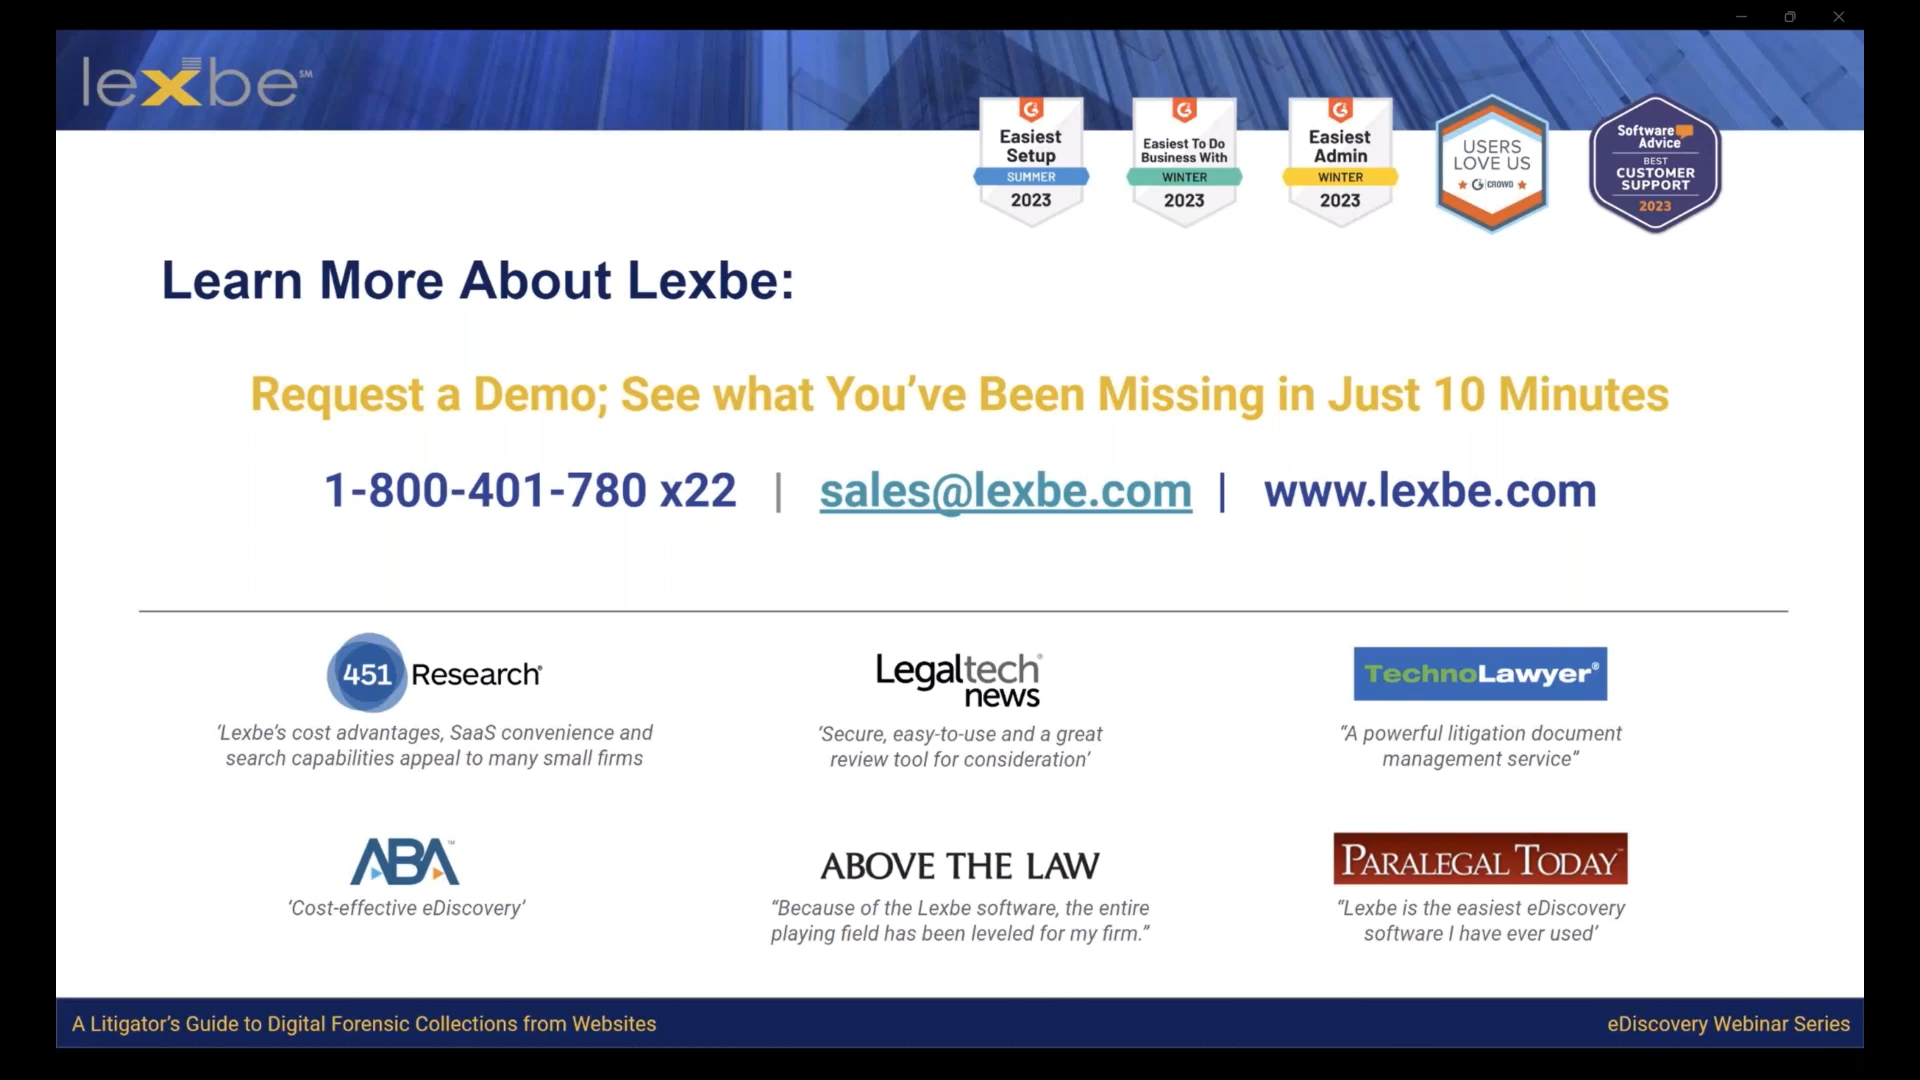 lexbe SM
Easiest
Setup
SUMMER
2023
Easiest To Do
Business With
WINTER
2023
Easiest
Admin
WINTER
2023
USERS
LOVE US
G2 | CROWD
Software
Advice
BEST
CUSTOMER
SUPPORT
2023
Learn More About Lexbe:
Request a Demo; See what You’ve Been Missing in Just 10 Minutes
1-800-401-780 x22 | sales@lexbe.com | www.lexbe.com
451 Research®
‘Lexbe’s cost advantages, SaaS convenience and
search capabilities appeal to many small firms
Legaltech®
news
‘Secure, easy-to-use and a great
review tool for consideration’
TechnoLawyer®
“A powerful litigation document
management service”
ABA™
‘Cost-effective eDiscovery’
ABOVE THE LAW
“Because of the Lexbe software, the entire
playing field has been leveled for my firm.”
PARALEGAL TODAY™
“Lexbe is the easiest eDiscovery
software I have ever used’
A Litigator’s Guide to Digital Forensic Collections from Websites
eDiscovery Webinar Series